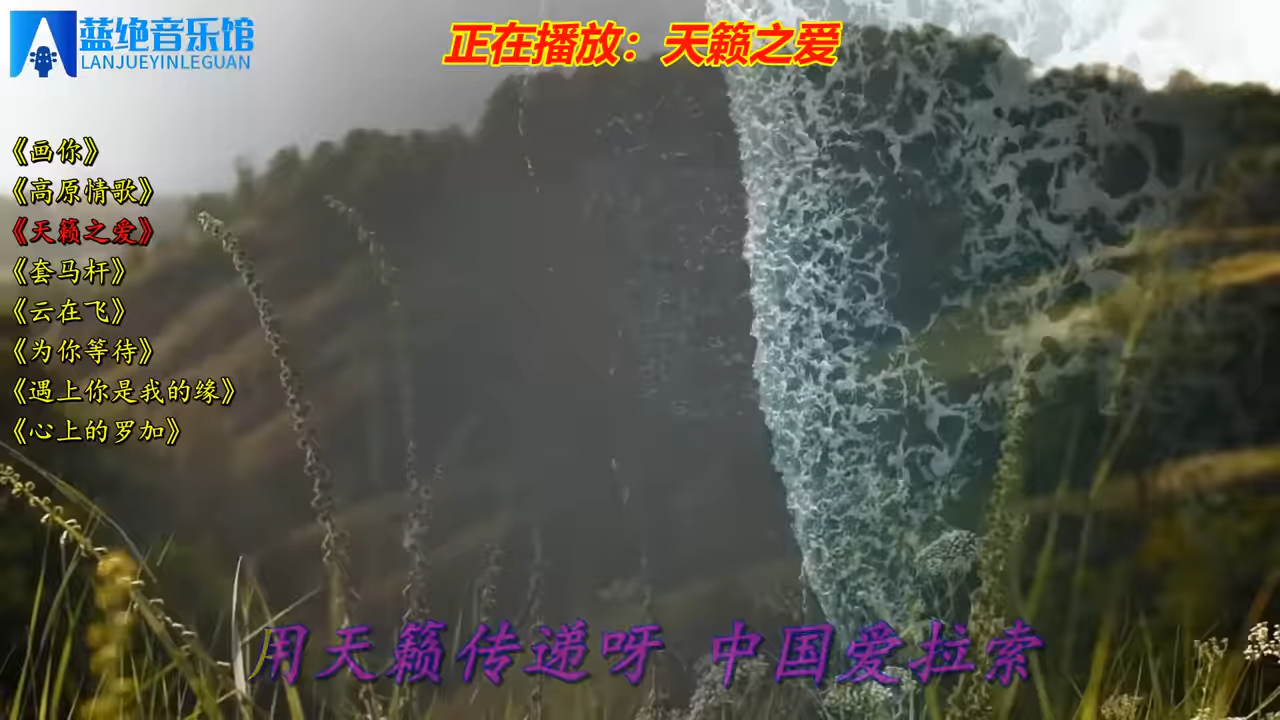 蓝绝音乐馆
LANJUEYINLEGUAN
正在播放：天籁之爱
《画你》
《高原情歌》
《天籁之爱》
《套马杆》
《云在飞》
《为你等待》
《遇上你是我的缘》
《心上的罗加》
用天籁传递呀 中国爱拉索